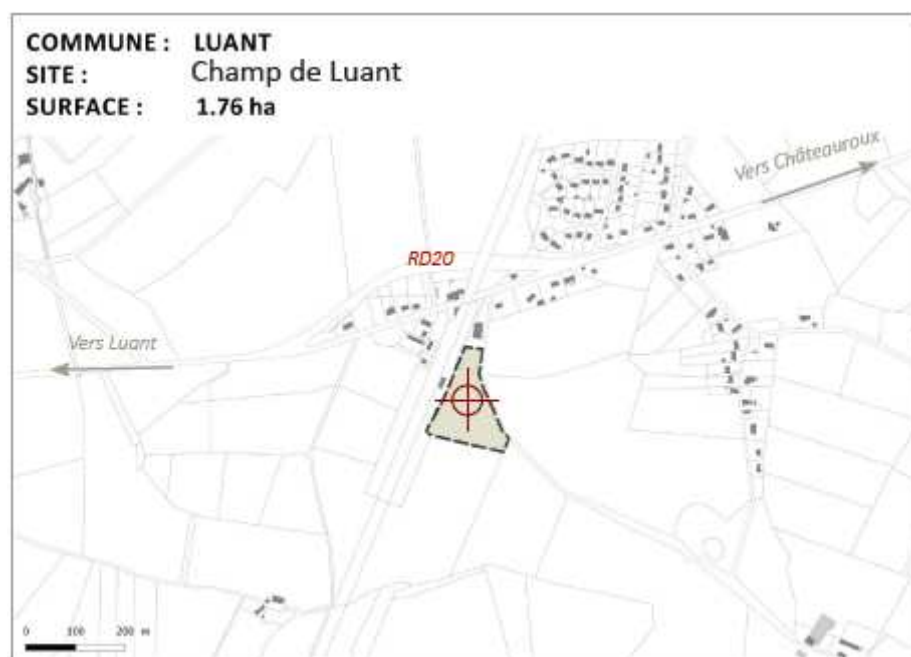 COMMUNE : LUANT
SITE : Champ de Luant
SURFACE : 1.76 ha
Vers Châteauroux
RD20
Vers Luant
0 100 200 m